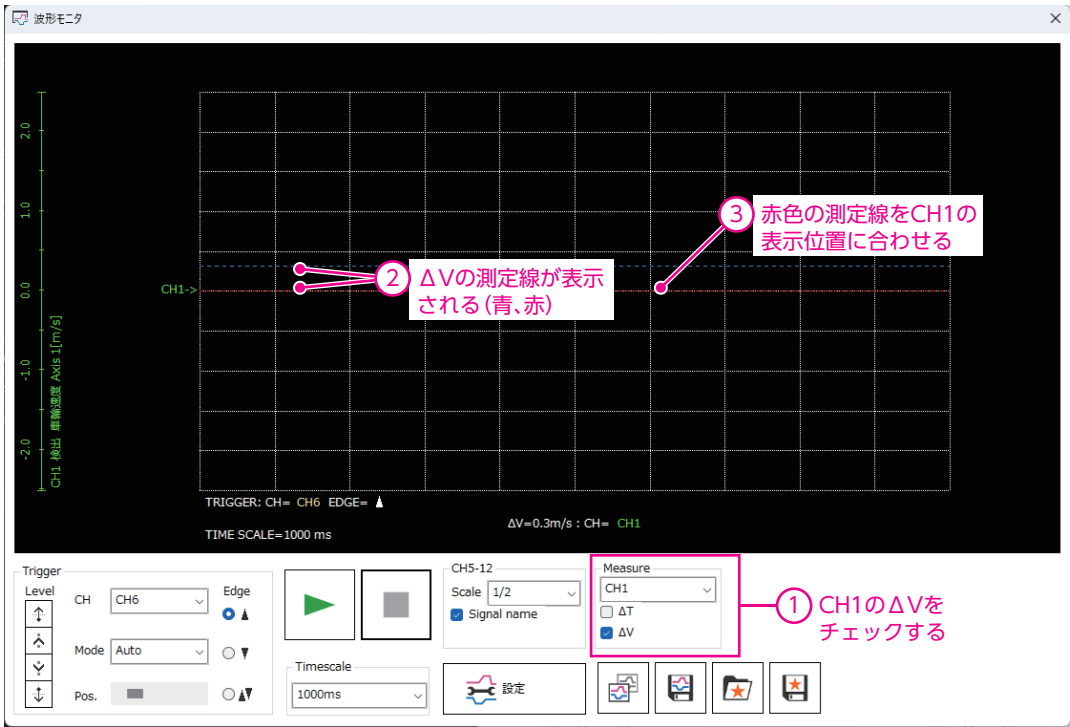 波形モニタ
2.0
1.0
0.0
-1.0
-2.0
CH1 検出 車輪速度 Axis 1[m/s]
CH1->
③ 赤色の測定線をCH1の
表示位置に合わせる
② ΔVの測定線が表示
される(青、赤)
TRIGGER: CH= CH6 EDGE=
TIME SCALE=1000 ms
ΔV=0.3m/s : CH= CH1
Trigger
Level
CH
CH6
Edge
Mode
Auto
Pos.
Timescale
1000ms
CH5-12
Scale
1/2
Signal name
設定
Measure
CH1
ΔT
ΔV
① CH1のΔVを
チェックする